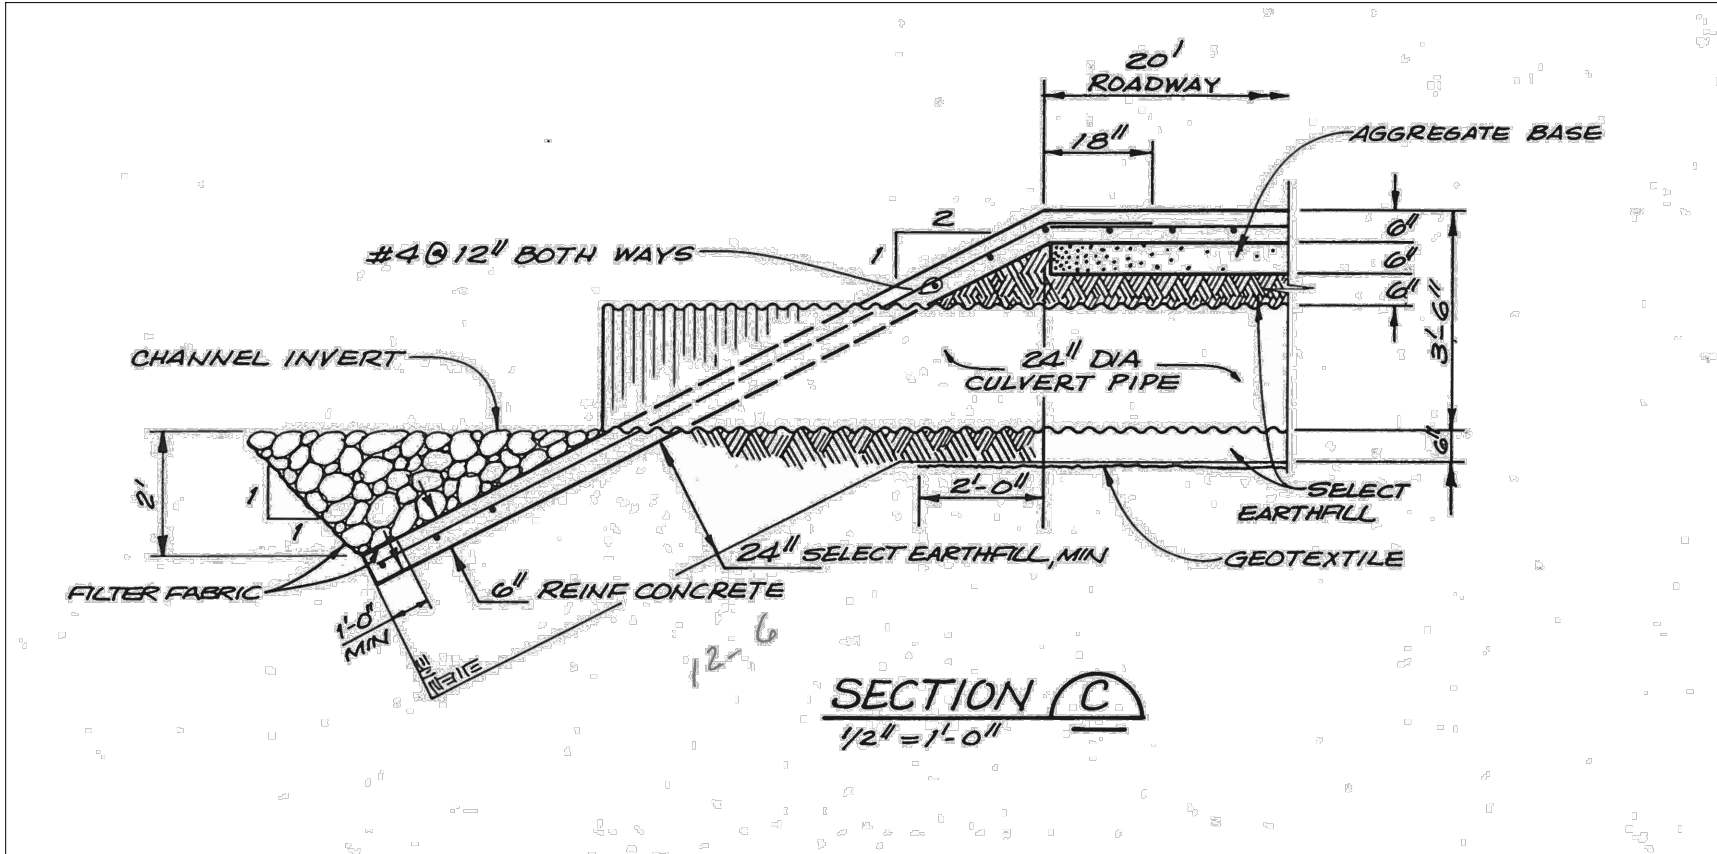 20'
ROADWAY
18"
AGGREGATE BASE
2
1
#4@12" BOTH WAYS
6"
6"
6"
3'-6"
CHANNEL INVERT
24" DIA
CULVERT PIPE
6"
2'
1
1
2'-0"
SELECT
EARTHFILL
24" SELECT EARTHFILL, MIN
GEOTEXTILE
FILTER FABRIC
6" REINF CONCRETE
1'-0"
MIN
12-6
SECTION C
1/2" = 1'-0"